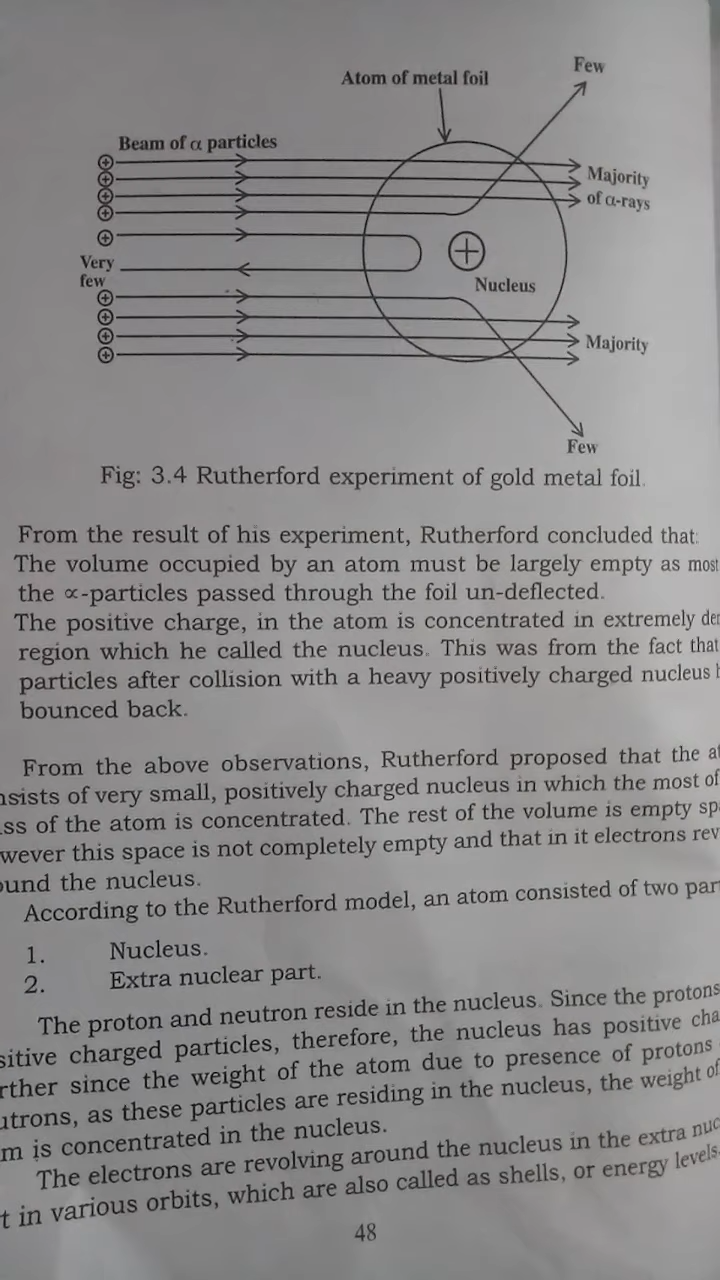 Few
Atom of metal foil
Beam of α particles
Majority
of α-rays
Very
few
Nucleus
Majority
Few
Fig: 3.4 Rutherford experiment of gold metal foil.
From the result of his experiment, Rutherford concluded that:
The volume occupied by an atom must be largely empty as most
the ∝-particles passed through the foil un-deflected.
The positive charge, in the atom is concentrated in extremely
region which he called the nucleus. This was from the fact that
particles after collision with a heavy positively charged nucleus
bounced back.
From the above observations, Rutherford proposed that the
nsists of very small, positively charged nucleus in which the most of
ss of the atom is concentrated. The rest of the volume is empty
wever this space is not completely empty and that in it electrons rev
ound the nucleus.
According to the Rutherford model, an atom consisted of two part
1. Nucleus.
2. Extra nuclear part.
The proton and neutron reside in the nucleus. Since the protons
sitive charged particles, therefore, the nucleus has positive cha
rther since the weight of the atom due to presence of protons
utrons, as these particles are residing in the nucleus, the weight of
m is concentrated in the nucleus.
The electrons are revolving around the nucleus in the extra nuc
t in various orbits, which are also called as shells, or energy levels.
48